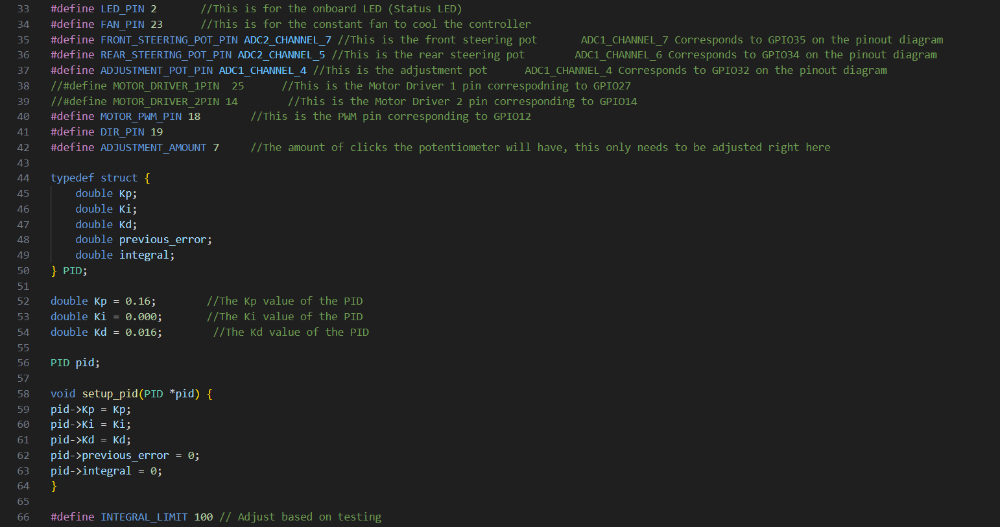 33 #define LED_PIN 2       //This is for the onboard LED (Status LED)
34 #define FAN_PIN 23      //This is for the constant fan to cool the controller
35 #define FRONT_STEERING_POT_PIN ADC2_CHANNEL_7 //This is the front steering pot       ADC1_CHANNEL_7 Corresponds to GPIO35 on the pinout diagram
36 #define REAR_STEERING_POT_PIN ADC2_CHANNEL_5 //This is the rear steering pot        ADC1_CHANNEL_6 Corresponds to GPIO34 on the pinout diagram
37 #define ADJUSTMENT_POT_PIN ADC1_CHANNEL_4 //This is the adjustment pot      ADC1_CHANNEL_4 Corresponds to GPIO32 on the pinout diagram
38 //#define MOTOR_DRIVER_1PIN  25      //This is the Motor Driver 1 pin correspodning to GPIO27
39 //#define MOTOR_DRIVER_2PIN 14        //This is the Motor Driver 2 pin corresponding to GPIO14
40 #define MOTOR_PWM_PIN 18        //This is the PWM pin corresponding to GPIO12
41 #define DIR_PIN 19
42 #define ADJUSTMENT_AMOUNT 7     //The amount of clicks the potentiometer will have, this only needs to be adjusted right here
43
44 typedef struct {
45     double Kp;
46     double Ki;
47     double Kd;
48     double previous_error;
49     double integral;
50 } PID;
51
52 double Kp = 0.16;        //The Kp value of the PID
53 double Ki = 0.000;       //The Ki value of the PID
54 double Kd = 0.016;        //The Kd value of the PID
55
56 PID pid;
57
58 void setup_pid(PID *pid) {
59 pid->Kp = Kp;
60 pid->Ki = Ki;
61 pid->Kd = Kd;
62 pid->previous_error = 0;
63 pid->integral = 0;
64 }
65
66 #define INTEGRAL_LIMIT 100 // Adjust based on testing